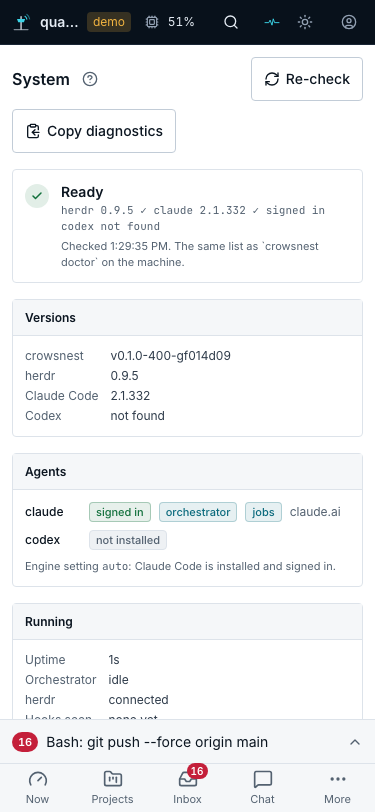 qua... demo 51%
System
Re-check
Copy diagnostics
Ready
herdr 0.9.5 ✓ claude 2.1.332 ✓ signed in
codex not found
Checked 1:29:35 PM. The same list as `crowsnest
doctor` on the machine.
Versions
crowsnest v0.1.0-400-gf014d09
herdr 0.9.5
Claude Code 2.1.332
Codex not found
Agents
claude signed in orchestrator jobs claude.ai
codex not installed
Engine setting auto: Claude Code is installed and signed in.
Running
Uptime 1s
Orchestrator idle
herdr connected
Hooks seen none yet
16 Bash: git push --force origin main
16
Now Projects Inbox Chat More